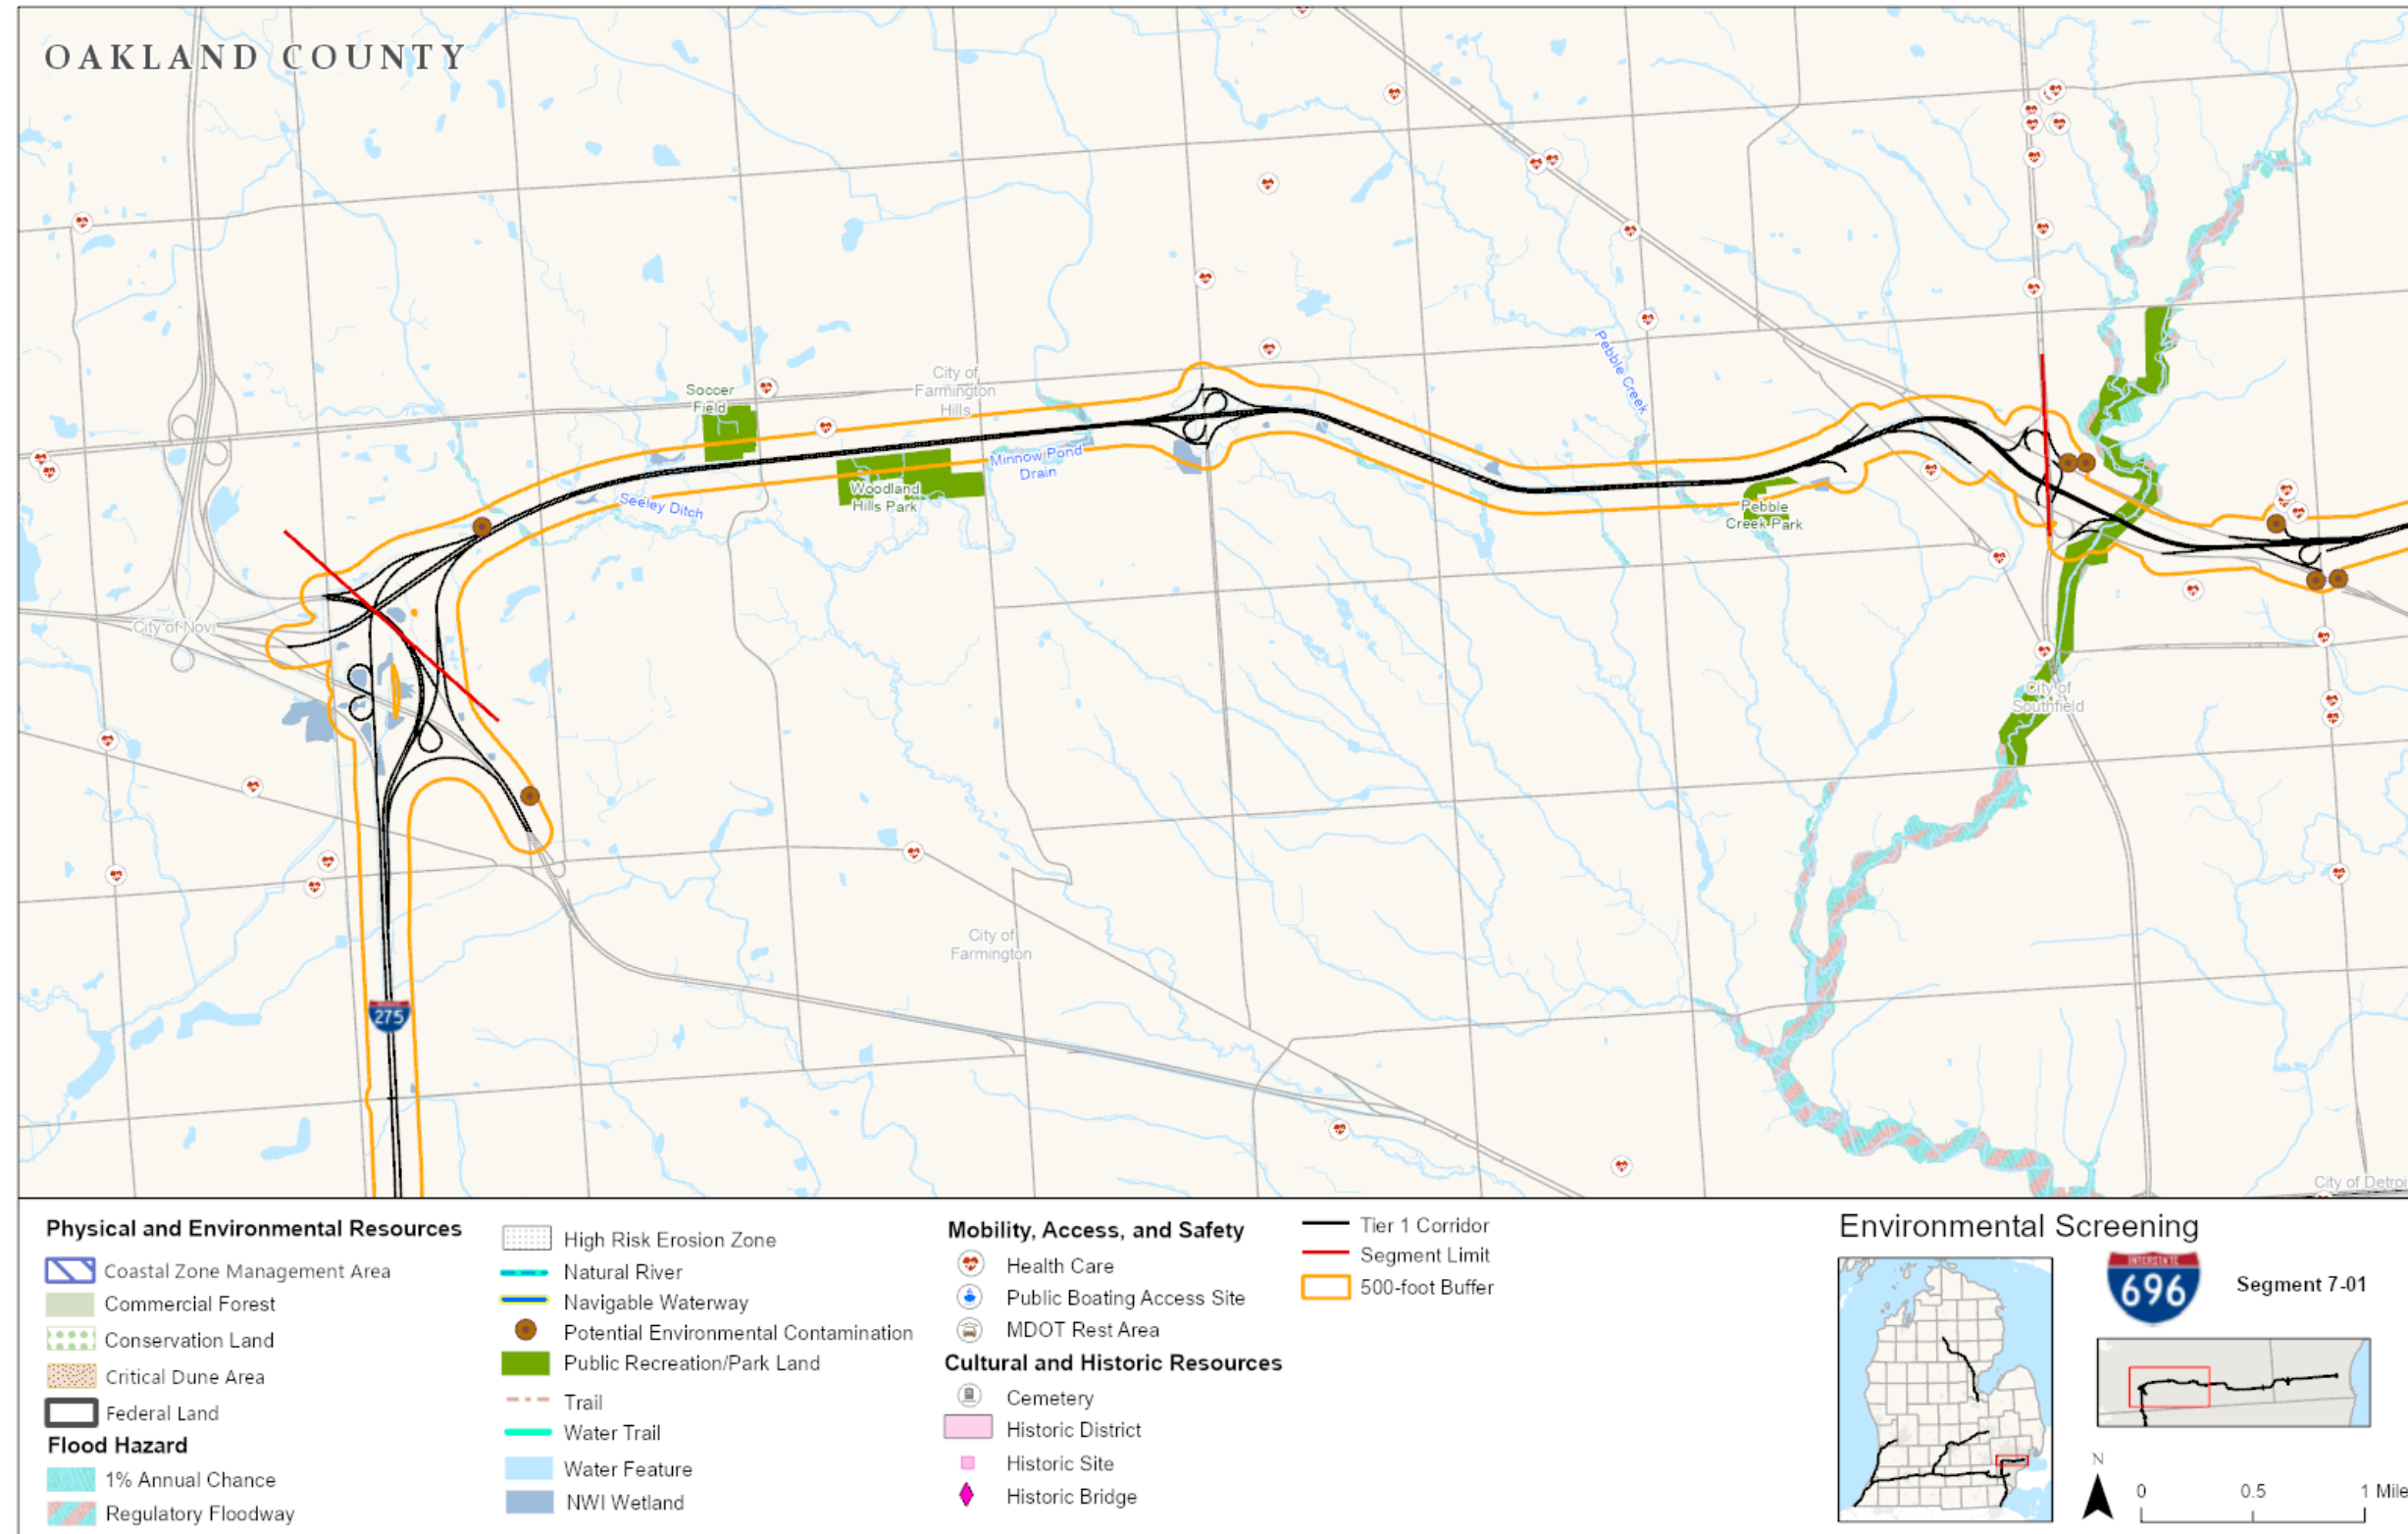 OAKLAND COUNTY
Soccer
Field
City of
Farmington
Hills
Pebble Creek
Minnow Pond
Drain
Woodland
Hills Park
Seeley Ditch
Pebble
Creek Park
City of Novi
City of
Southfield
City of
Farmington
275
City of Detroi
Physical and Environmental Resources
Coastal Zone Management Area
Commercial Forest
Conservation Land
Critical Dune Area
Federal Land
Flood Hazard
1% Annual Chance
Regulatory Floodway
High Risk Erosion Zone
Natural River
Navigable Waterway
Potential Environmental Contamination
Public Recreation/Park Land
Trail
Water Trail
Water Feature
NWI Wetland
Mobility, Access, and Safety
Health Care
Public Boating Access Site
MDOT Rest Area
Cultural and Historic Resources
Cemetery
Historic District
Historic Site
Historic Bridge
Tier 1 Corridor
Segment Limit
500-foot Buffer
Environmental Screening
INTERSTATE
696
Segment 7-01
N
0 0.5 1 Mile